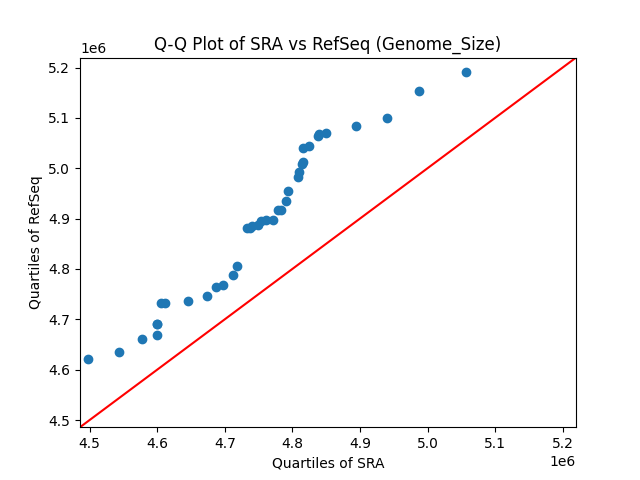 Q-Q Plot of SRA vs RefSeq (Genome_Size)
1e6
5.2
5.1
5.0
4.9
4.8
4.7
4.6
4.5
Quartiles of RefSeq
4.5 4.6 4.7 4.8 4.9 5.0 5.1 5.2
1e6
Quartiles of SRA